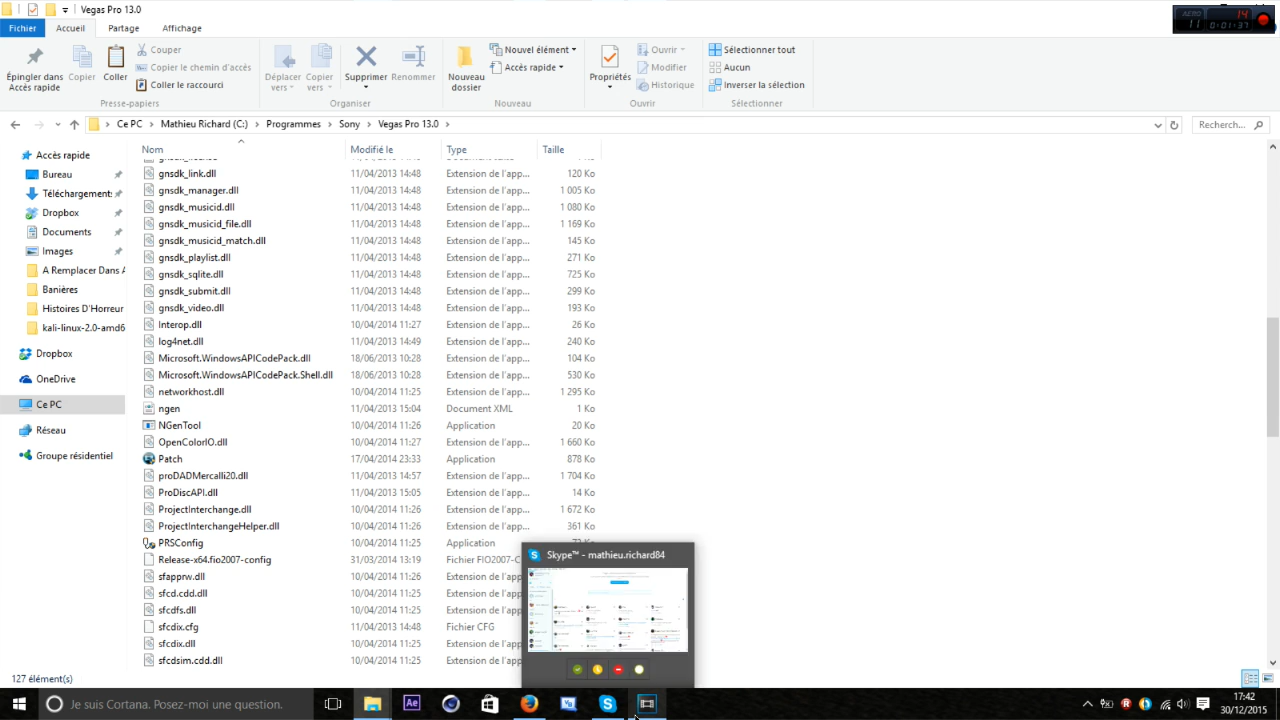 Vegas Pro 13.0
Fichier Accueil Partage Affichage
AUTO 14
11 0:01:37
Épingler dans Accès rapide
Copier
Coller
Couper
Copier le chemin d'accès
Coller le raccourci
Déplacer vers
Copier vers
Supprimer
Renommer
Nouveau dossier
Nouvel élément
Accès rapide
Propriétés
Ouvrir
Modifier
Historique
Sélectionner tout
Aucun
Inverser la sélection
Presse-papiers Organiser Nouveau Ouvrir Sélectionner
Ce PC Mathieu Richard (C:) Programmes Sony Vegas Pro 13.0 Recherch...
Nom Modifié le Type Taille
Accès rapide
Bureau
Téléchargement:
Dropbox
Documents
Images
A Remplacer Dans A
Banières
Histoires D'Horreur
kali-linux-2.0-amd6
Dropbox
OneDrive
Ce PC
Réseau
Groupe résidentiel
gnsdk_link.dll 11/04/2013 14:48 Extension de l'app... 120 Ko
gnsdk_manager.dll 11/04/2013 14:48 Extension de l'app... 1 005 Ko
gnsdk_musicid.dll 11/04/2013 14:48 Extension de l'app... 1 080 Ko
gnsdk_musicid_file.dll 11/04/2013 14:48 Extension de l'app... 1 169 Ko
gnsdk_musicid_match.dll 11/04/2013 14:48 Extension de l'app... 145 Ko
gnsdk_playlist.dll 11/04/2013 14:48 Extension de l'app... 271 Ko
gnsdk_sqlite.dll 11/04/2013 14:48 Extension de l'app... 725 Ko
gnsdk_submit.dll 11/04/2013 14:48 Extension de l'app... 299 Ko
gnsdk_video.dll 11/04/2013 14:48 Extension de l'app... 193 Ko
Interop.dll 10/04/2014 11:27 Extension de l'app... 26 Ko
log4net.dll 11/04/2013 14:49 Extension de l'app... 240 Ko
Microsoft.WindowsAPICodePack.dll 18/06/2013 10:28 Extension de l'app... 104 Ko
Microsoft.WindowsAPICodePack.Shell.dll 18/06/2013 10:28 Extension de l'app... 530 Ko
networkhost.dll 10/04/2014 11:25 Extension de l'app... 1 295 Ko
ngen 11/04/2013 15:04 Document XML 1 Ko
NGenTool 10/04/2014 11:26 Application 20 Ko
OpenColorIO.dll 10/04/2014 11:27 Extension de l'app... 1 660 Ko
Patch 17/04/2014 23:33 Application 878 Ko
proDADMercalli20.dll 11/04/2013 14:57 Extension de l'app... 1 704 Ko
ProDiscAPI.dll 11/04/2013 15:05 Extension de l'app... 14 Ko
ProjectInterchange.dll 10/04/2014 11:26 Extension de l'app... 1 672 Ko
ProjectInterchangeHelper.dll 10/04/2014 11:26 Extension de l'app... 361 Ko
PRSConfig 10/04/2014 11:25 Application
Release-x64.fio2007-config 31/03/2014 13:19 Fichier FIO2007-C
sfapprw.dll 10/04/2014 11:26 Extension de l'app
sfcd.cdd.dll 10/04/2014 11:25 Extension de l'app
sfcdfs.dll 10/04/2014 11:25 Extension de l'app
sfcdix.cfg 10/04/2014 11:25 Fichier CFG
sfcdix.dll 10/04/2014 11:25 Extension de l'app
sfcdsim.cdd.dll 10/04/2014 11:25 Extension de l'app
Skype™ - mathieu.richard84
127 élément(s)
Je suis Cortana. Posez-moi une question.
Ae
17:42
30/12/2015